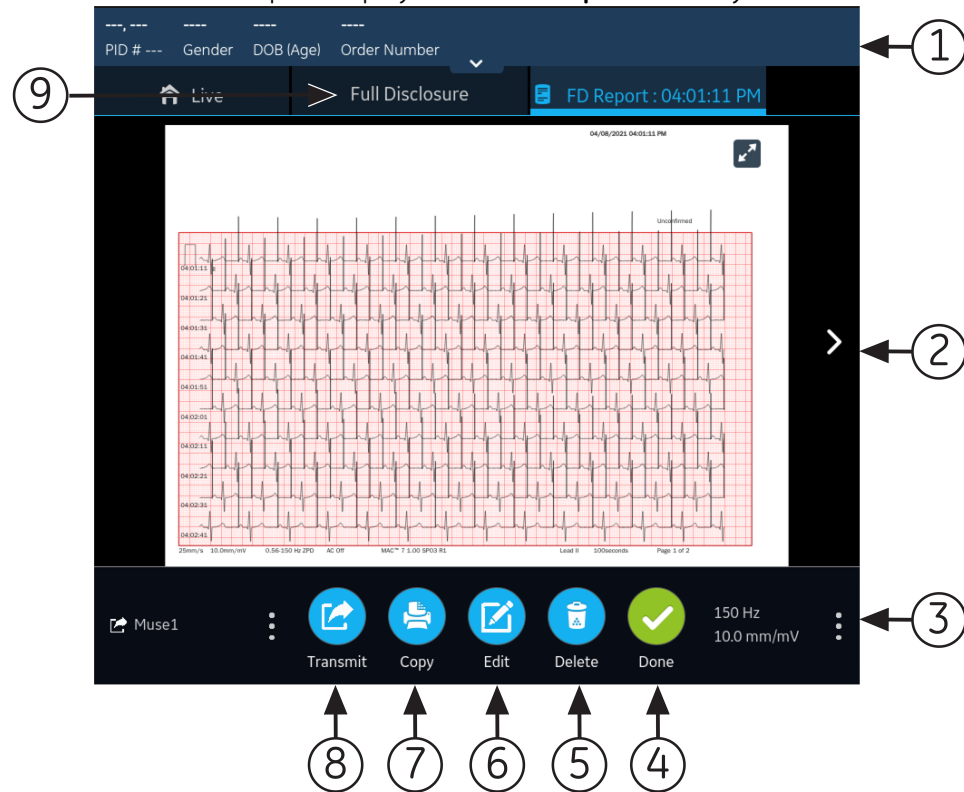 ---, --- ---- ---- ----
PID # --- Gender DOB (Age) Order Number
1
9
Live
Full Disclosure
FD Report : 04:01:11 PM
04/08/2021 04:01:11 PM
Unconfirmed
04:01:11
04:01:21
04:01:31
2
04:01:41
04:01:51
04:02:01
04:02:11
04:02:21
04:02:31
04:02:41
25mm/s 10.0mm/mV 0.56-150 Hz ZPD AC Off MAC™ 7 1.00 SP03 R1 Lead II 100seconds Page 1 of 2
Muse1
150 Hz
10.0 mm/mV
3
Transmit Copy Edit Delete Done
8 7 6 5 4